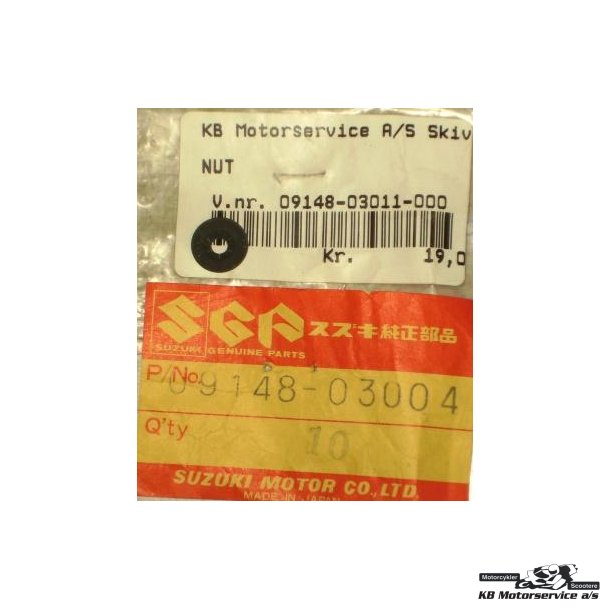 KB Motorservice A/S Skiv
NUT
V.nr. 09148-03011-000
Kr. 19,0
SGP スズキ純正部品
SUZUKI GENUINE PARTS
P/No. 09148-03004
Q'ty 10
SUZUKI MOTOR CO., LTD.
MADE IN JAPAN
Motorcykler Scootere
KB Motorservice a/s